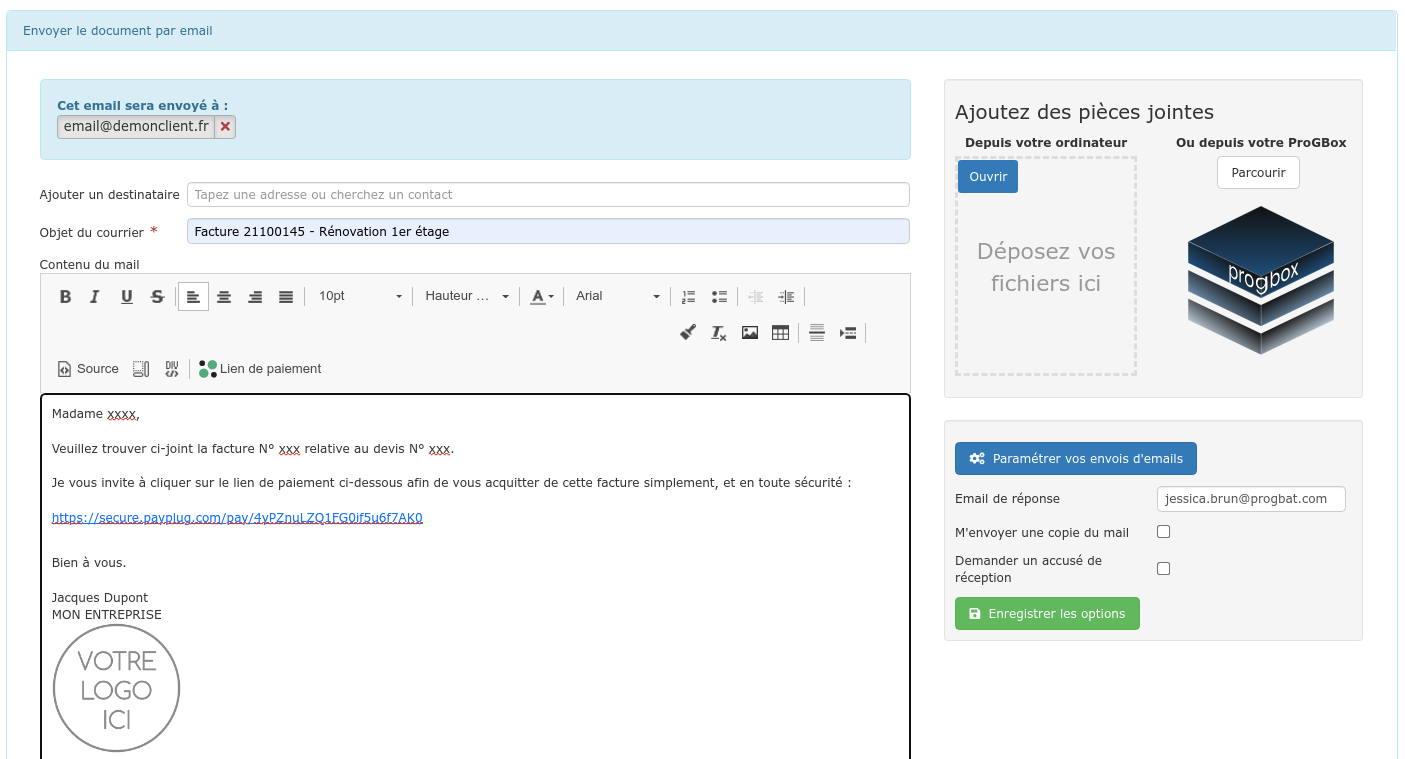 Envoyer le document par email
Cet email sera envoyé à :
email@demonclient.fr
Ajouter un destinataire Tapez une adresse ou cherchez un contact
Objet du courrier * Facture 21100145 - Rénovation 1er étage
Contenu du mail
B I U S 10pt Hauteur ... A Arial
Source DIV Lien de paiement
Madame xxxx,
Veuillez trouver ci-joint la facture N° xxx relative au devis N° xxx.
Je vous invite à cliquer sur le lien de paiement ci-dessous afin de vous acquitter de cette facture simplement, et en toute sécurité :
https://secure.payplug.com/pay/4yPZnuLZQ1FG0if5u6f7AK0
Bien à vous.
Jacques Dupont
MON ENTREPRISE
VOTRE
LOGO
ICI
Ajoutez des pièces jointes
Depuis votre ordinateur
Ouvrir
Déposez vos
fichiers ici
Ou depuis votre ProGBox
Parcourir
progbox
Paramétrer vos envois d'emails
Email de réponse jessica.brun@progbat.com
M'envoyer une copie du mail
Demander un accusé de
réception
Enregistrer les options